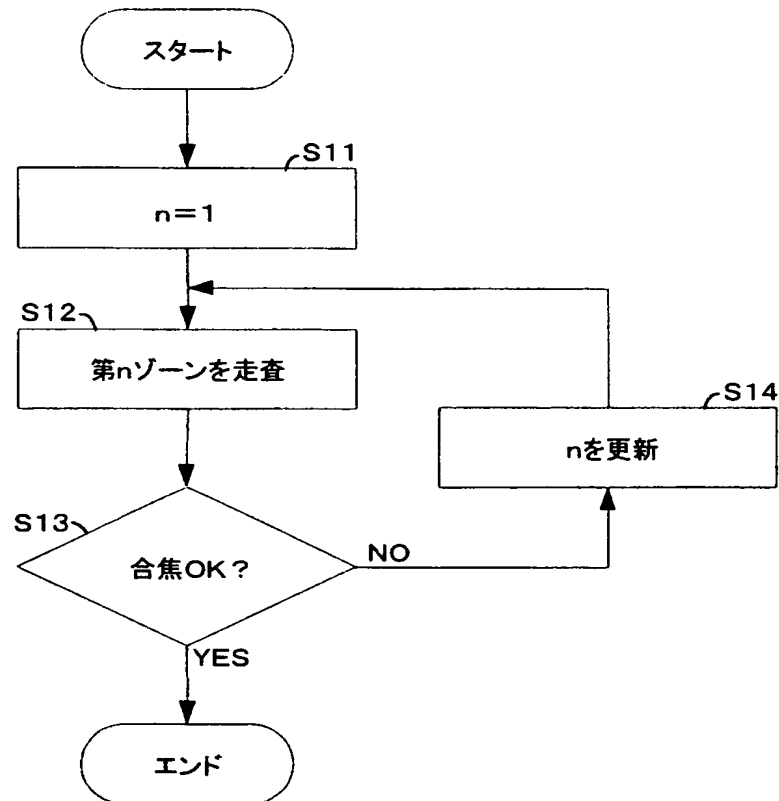 スタート
S11
n=1
S12
第nゾーンを走査
S14
nを更新
S13
合焦OK?
NO
YES
エンド